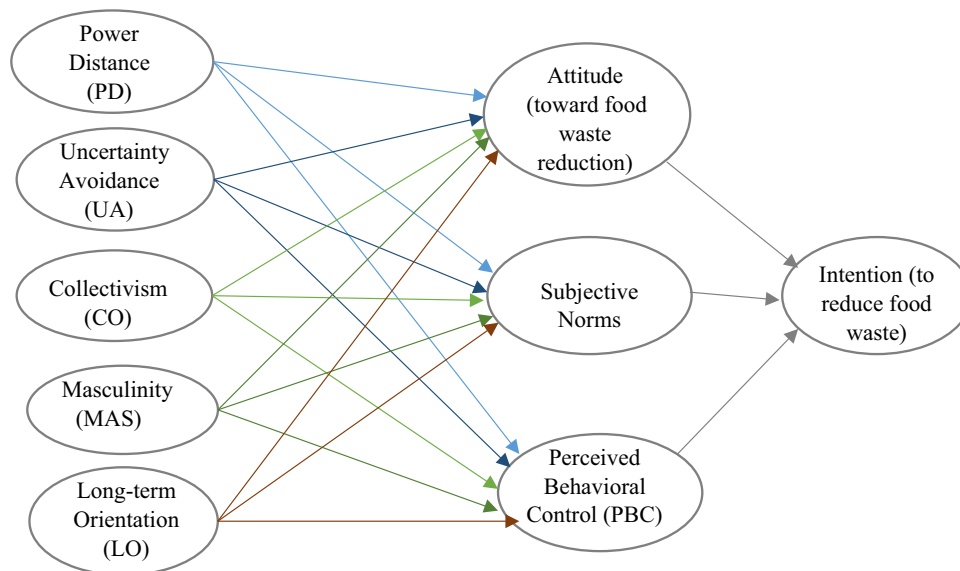 Power
Distance
(PD)
Uncertainty
Avoidance
(UA)
Collectivism
(CO)
Masculinity
(MAS)
Long-term
Orientation
(LO)
Attitude
(toward food
waste
reduction)
Subjective
Norms
Perceived
Behavioral
Control (PBC)
Intention (to
reduce food
waste)